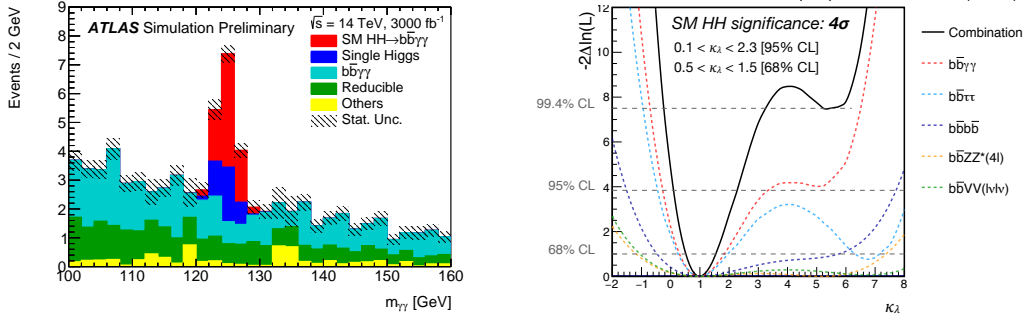 ATLAS Simulation Preliminary
√s = 14 TeV, 3000 fb⁻¹
SM HH→bb̄γγ
Single Higgs
bb̄γγ
Reducible
Others
Stat. Unc.
Events / 2 GeV
9
8
7
6
5
4
3
2
1
0
100 110 120 130 140 150 160
mγγ [GeV]
SM HH significance: 4σ
0.1 < κλ < 2.3 [95% CL]
0.5 < κλ < 1.5 [68% CL]
-2Δln(L)
12
10
8
6
4
2
0
99.4% CL
95% CL
68% CL
−2 −1 0 1 2 3 4 5 6 7 8
κλ
Combination
bb̄γγ
bb̄ττ
bb̄bb̄
bb̄ZZ*(4l)
bb̄VV(lνlν)